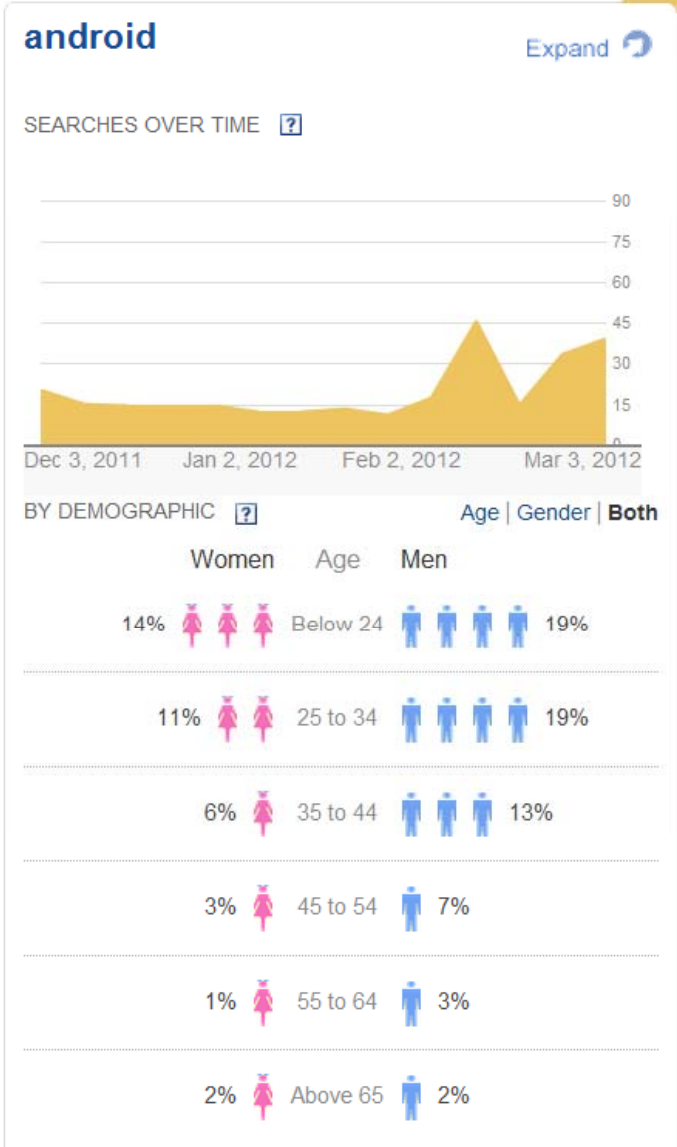 android
Expand
SEARCHES OVER TIME ?
90
75
60
45
30
15
0
Dec 3, 2011 Jan 2, 2012 Feb 2, 2012 Mar 3, 2012
BY DEMOGRAPHIC ? Age | Gender | Both
Women Age Men
14% Below 24 19%
11% 25 to 34 19%
6% 35 to 44 13%
3% 45 to 54 7%
1% 55 to 64 3%
2% Above 65 2%